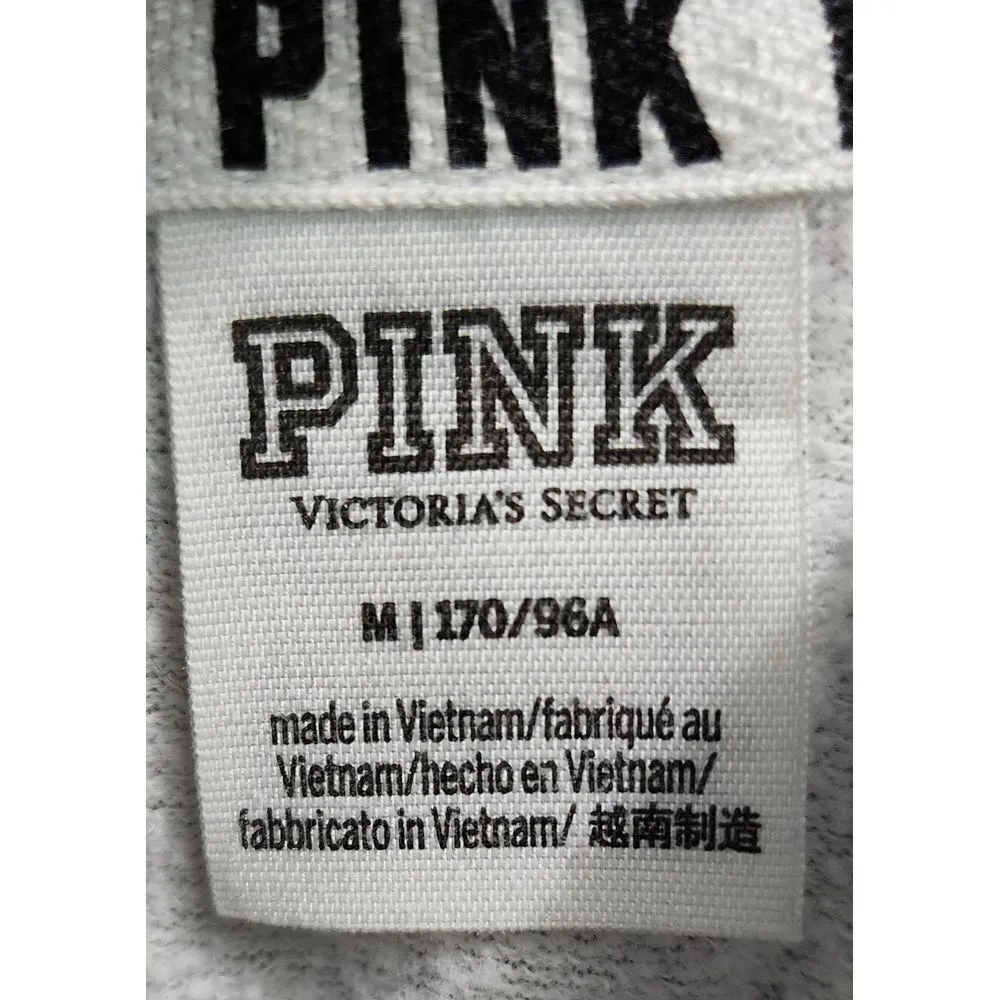 PINK
PINK
VICTORIA'S SECRET
M | 170/96A
made in Vietnam/fabriqué au
Vietnam/hecho en Vietnam/
fabbricato in Vietnam/ 越南制造